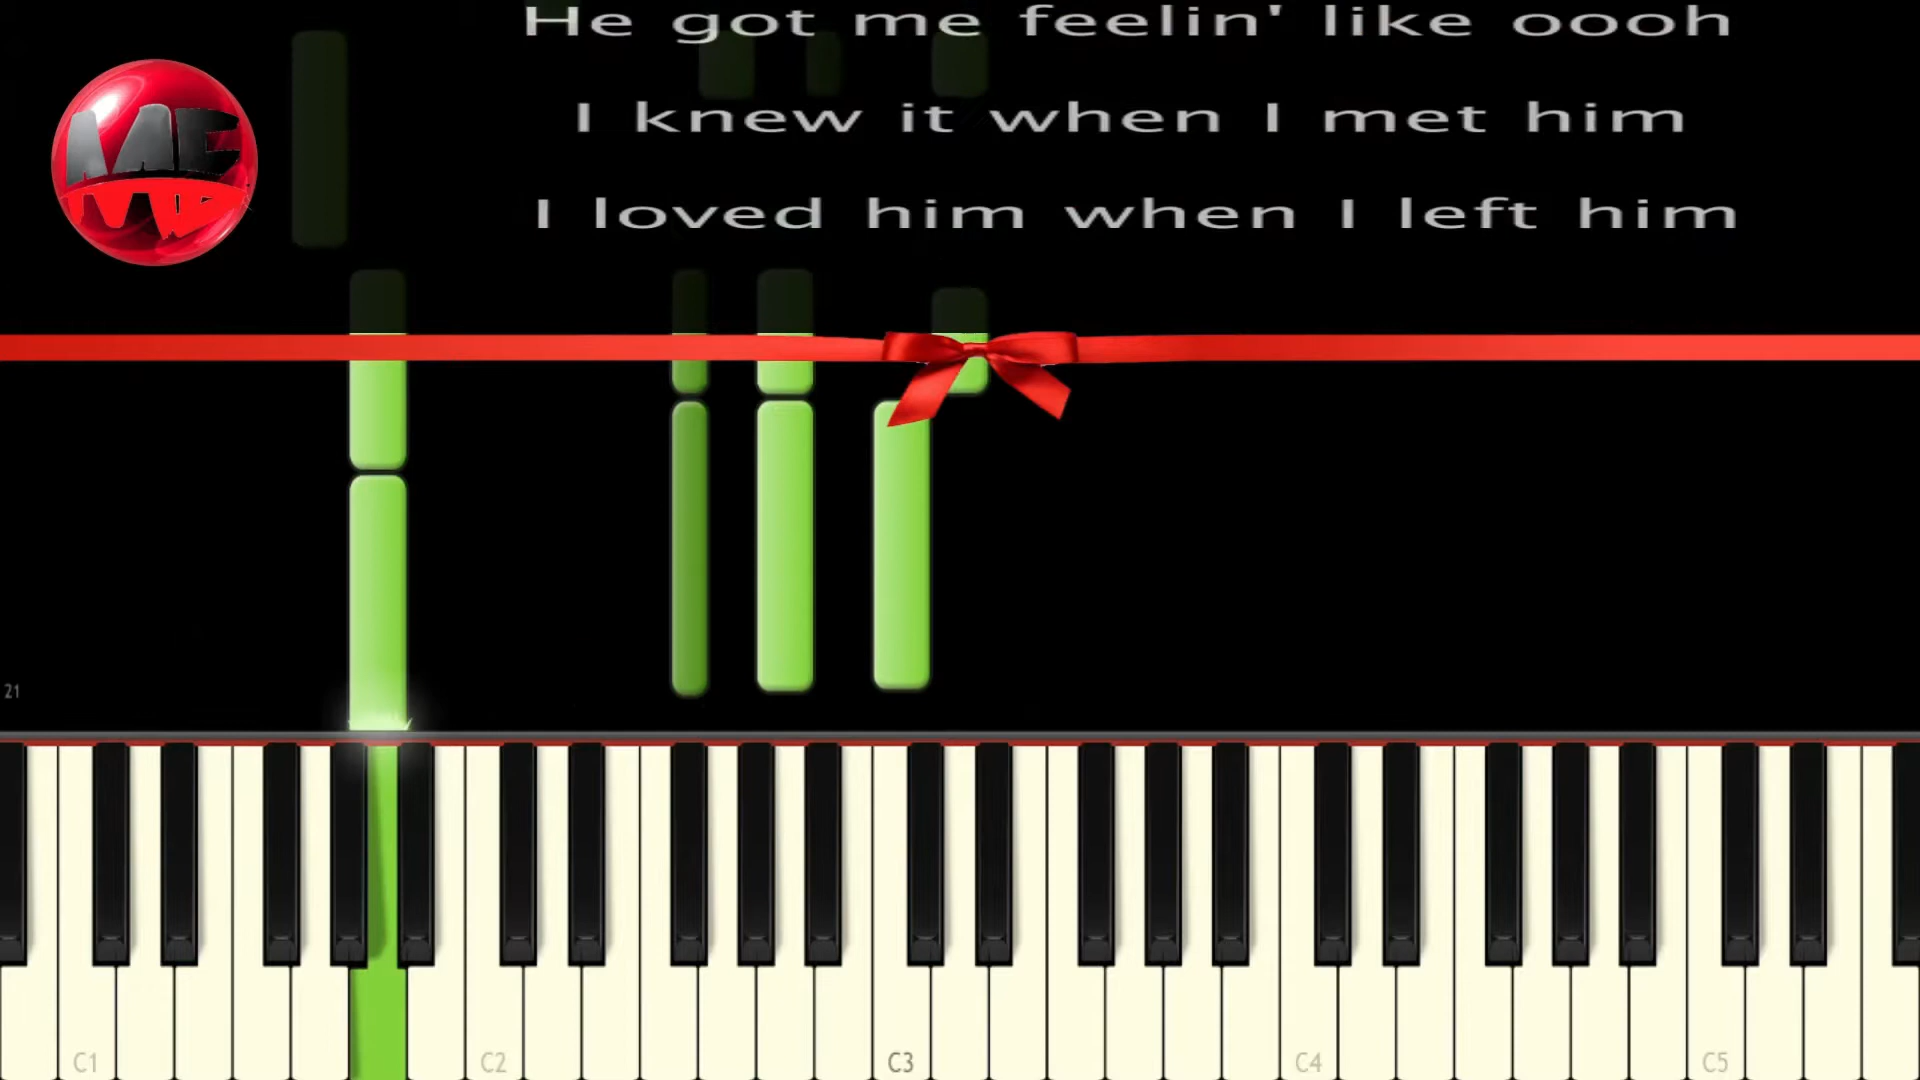 He got me feelin' like oooh
I knew it when I met him
I loved him when I left him
ME
21
C1 C2 C3 C4 C5